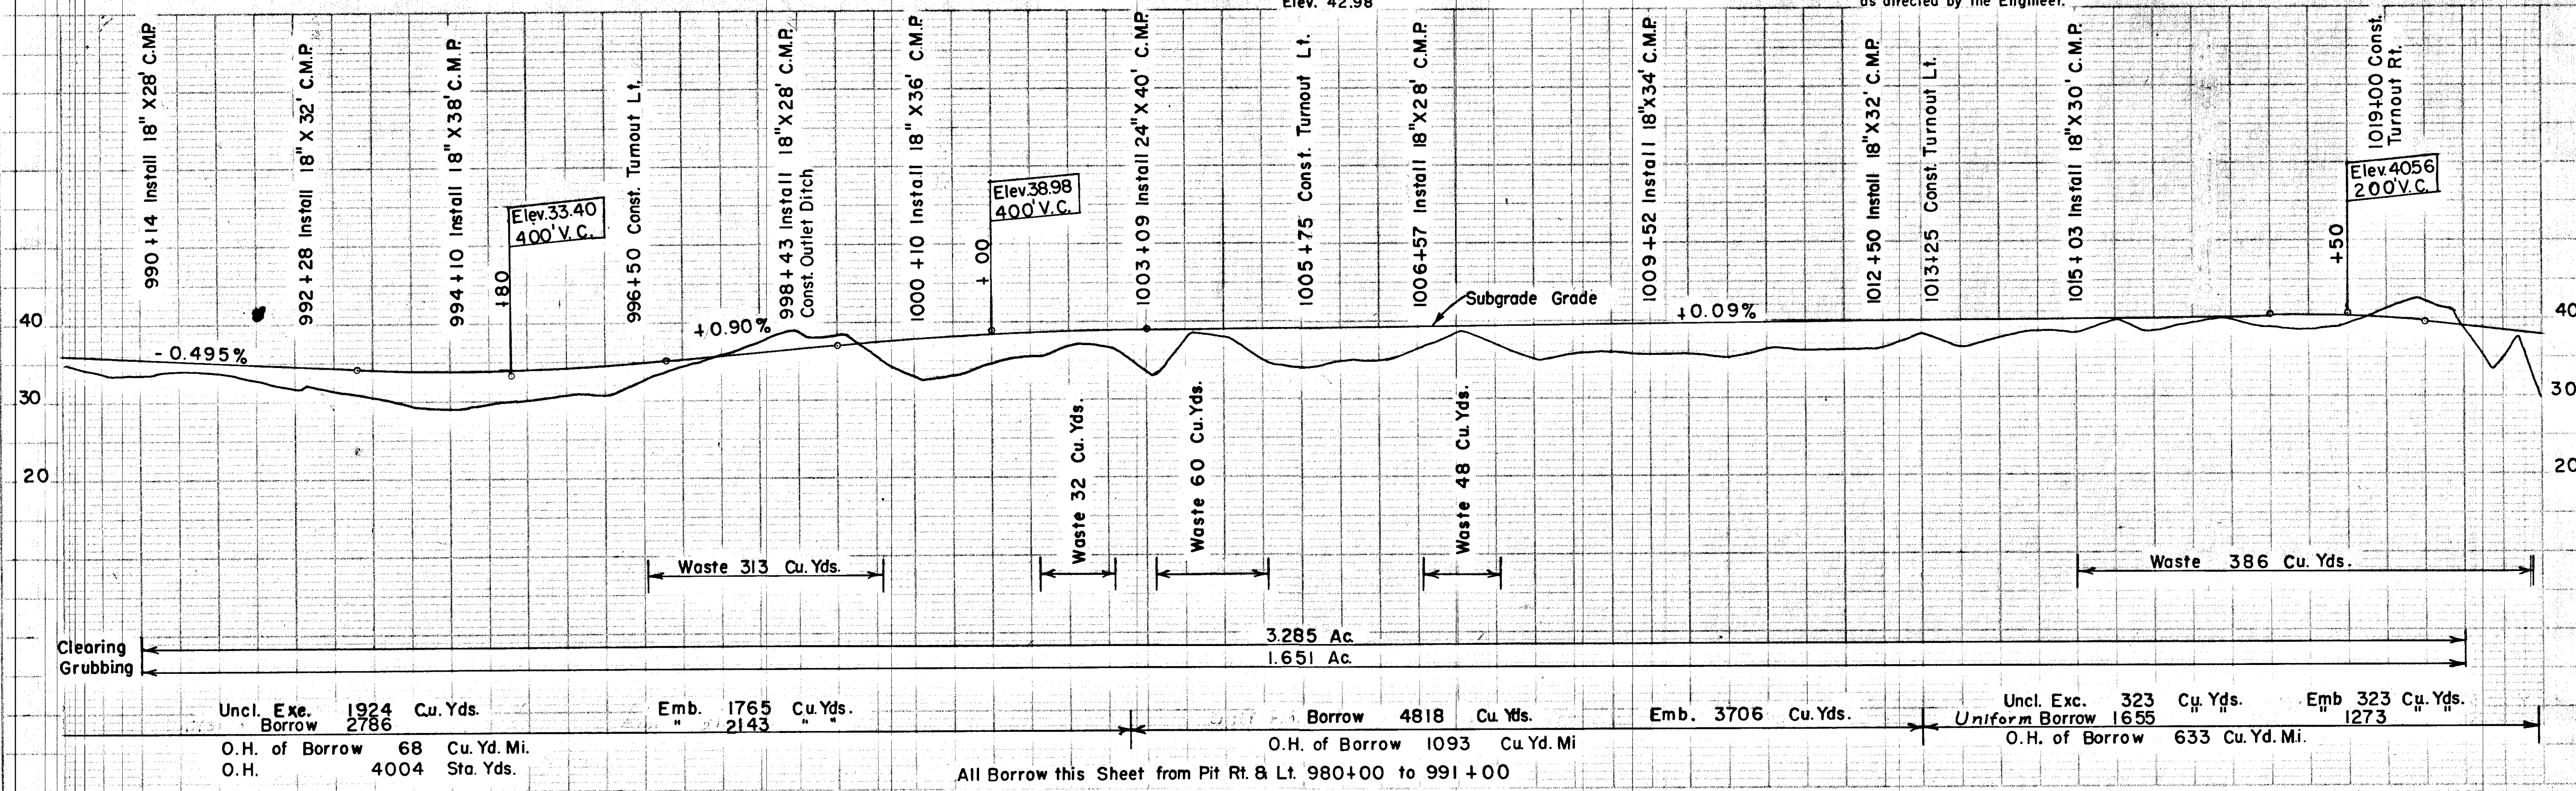 Elev. 42.98
as directed by the Engineer.
990+14 Install 18" X28' C.M.P.
992+28 Install 18" X 32' C.M.P.
994+10 Install 18" X38' C.M.P.
+80
Elev.33.40
400' V.C.
996+50 Const. Turnout Lt.
998+43 Install 18"X28' C.M.P.
Const. Outlet Ditch
1000+10 Install 18" X36' C.M.P.
+00
Elev.38.98
400' V.C.
1003+09 Install 24"X 40' C.M.P.
1005+75 Const. Turnout Lt.
1006+57 Install 18"X28' C.M.P.
1009+52 Install 18"X34' C.M.P.
1012+50 Install 18"X32' C.M.P.
1013+25 Const. Turnout Lt.
1015+03 Install 18"X30' C.M.P.
+50
Elev.4056
200'V.C.
1019+00 Const.
Turnout Rt.
40
30
20
-0.495%
+0.90%
Subgrade Grade
+0.09%
40
30
20
Waste 313 Cu. Yds.
Waste 32 Cu. Yds.
Waste 60 Cu.Yds.
Waste 48 Cu. Yds.
Waste 386 Cu. Yds.
Clearing
3.285 Ac.
Grubbing
1.651 Ac.
Uncl. Exe. 1924 Cu. Yds.
Borrow 2786
Emb. 1765 Cu. Yds.
" 2143 " "
O.H. of Borrow 68 Cu. Yd. Mi.
O.H. 4004 Sta. Yds.
Borrow 4818 Cu. Yds.
Emb. 3706 Cu. Yds.
O.H. of Borrow 1093 Cu. Yd. Mi
Uncl. Exc. 323 Cu. Yds.
Emb 323 Cu. Yds.
Uniform Borrow 1655 " "
" 1273 " "
O.H. of Borrow 633 Cu. Yd. Mi.
All Borrow this Sheet from Pit Rt. & Lt. 980+00 to 991+00